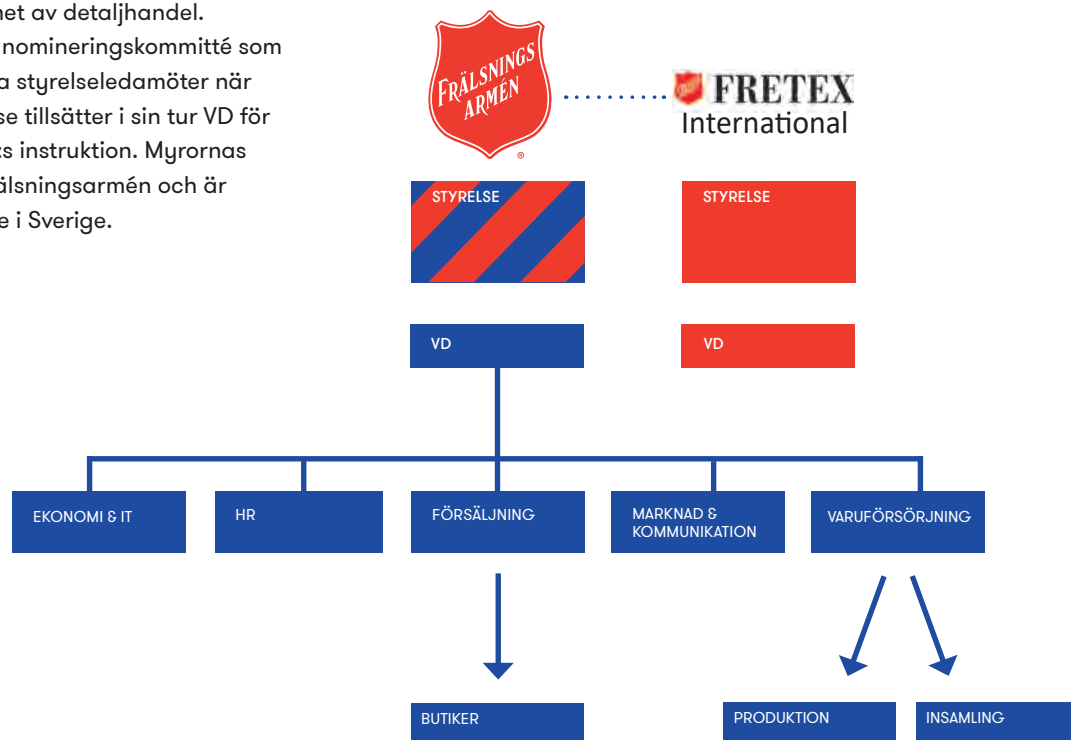 net av detaljhandel.
nomineringskommitté som
a styrelseledamöter när
se tillsätter i sin tur VD för
:s instruktion. Myrornas
älsningsarmén och är
e i Sverige.
FRÄLSNINGS
ARMÉN
®
FRETEX
International
STYRELSE
STYRELSE
VD
VD
EKONOMI & IT
HR
FÖRSÄLJNING
MARKNAD &
KOMMUNIKATION
VARUFÖRSÖRJNING
BUTIKER
PRODUKTION
INSAMLING